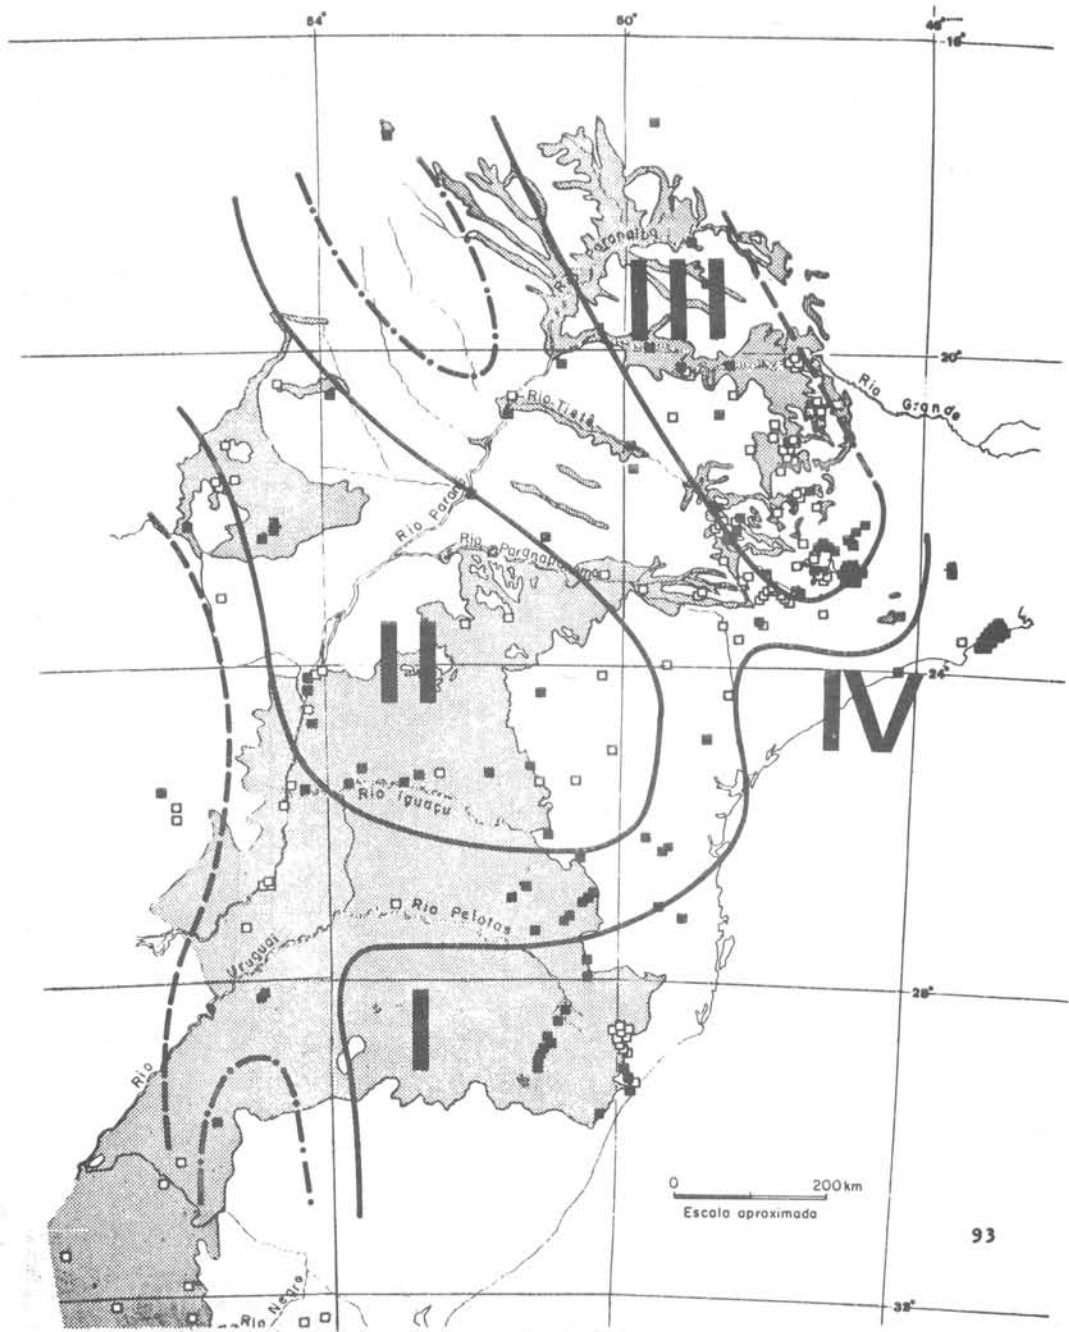 54°
50°
46°
16°
Rio Paranaíba
III
20°
Rio Grande
Rio Tietê
Rio Paraná
Rio Paranapanema
II
24°
IV
Rio Iguaçu
Rio Pelotas
Uruguai
28°
I
Rio
0 200 km
Escala aproximada
93
Rio Negro
32°